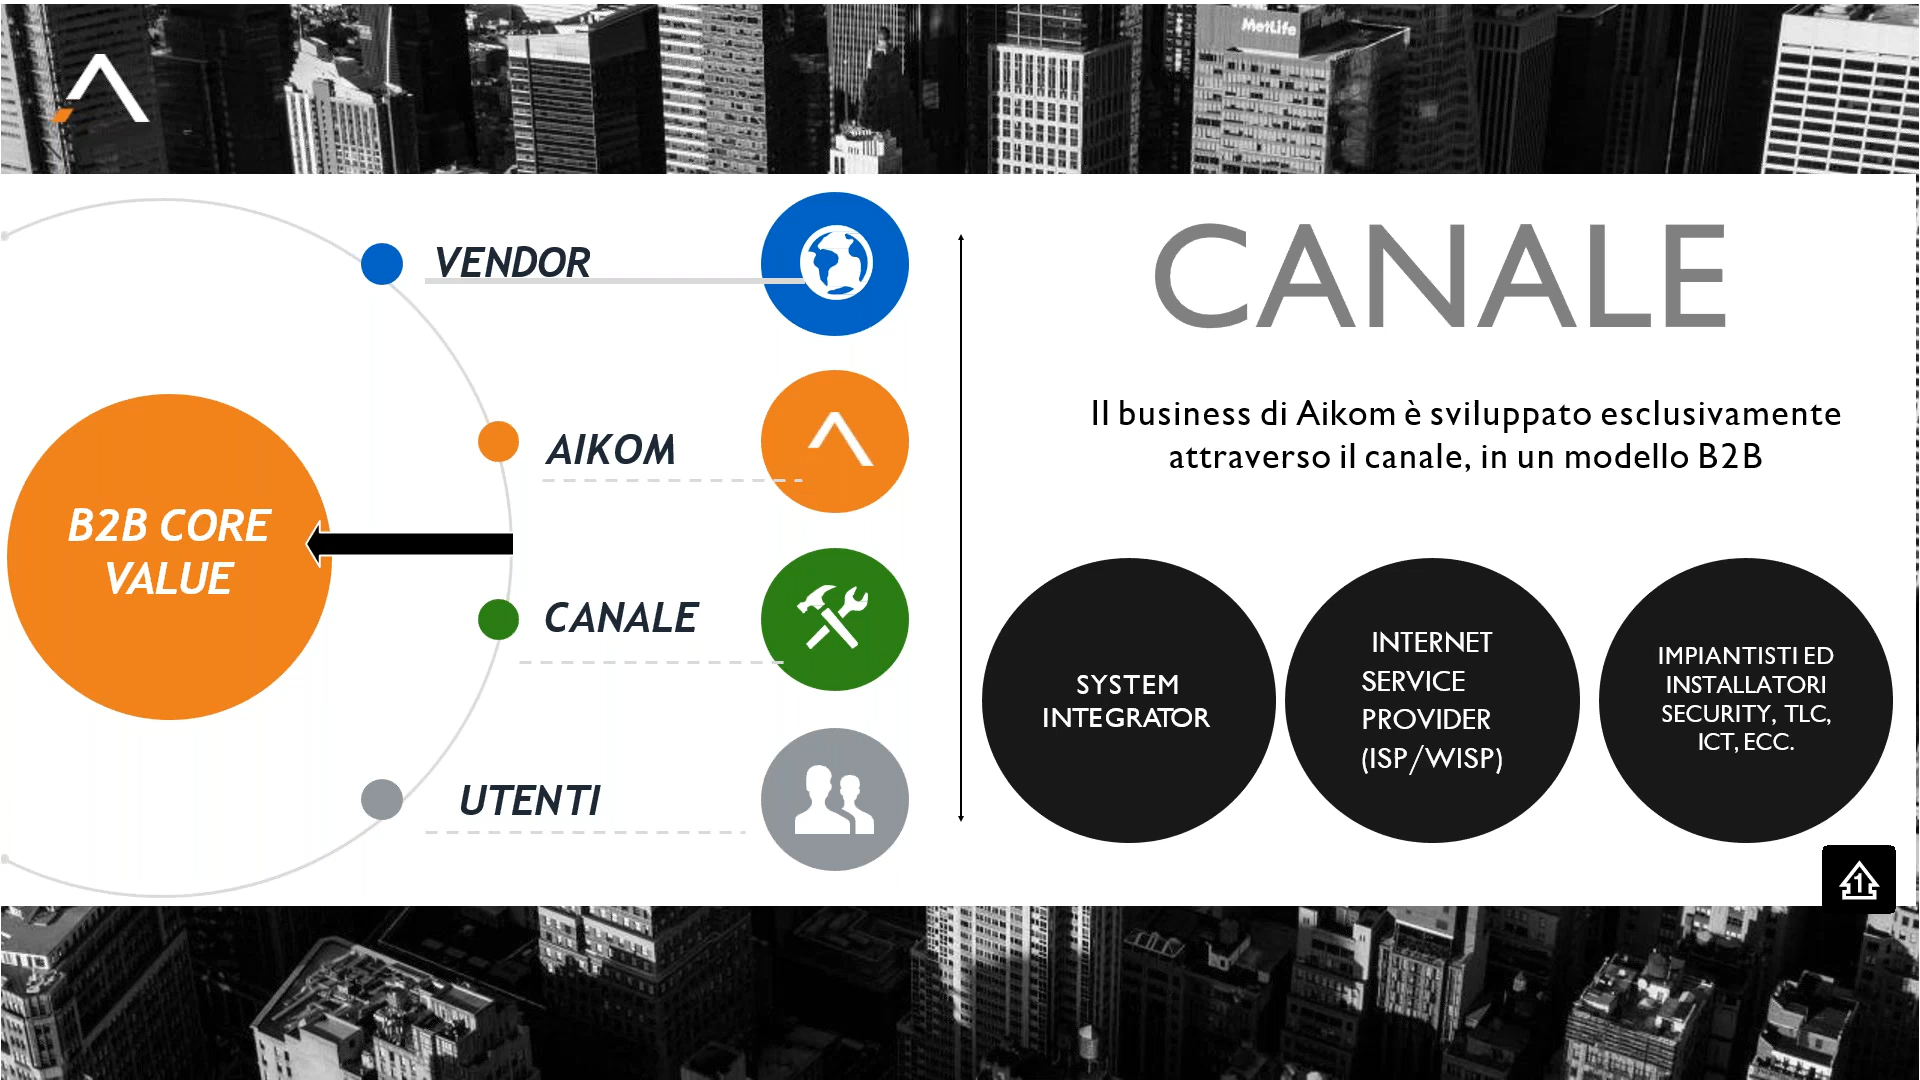 MetLife
VENDOR
AIKOM
B2B CORE
VALUE
CANALE
UTENTI
CANALE
Il business di Aikom è sviluppato esclusivamente
attraverso il canale, in un modello B2B
SYSTEM
INTEGRATOR
INTERNET
SERVICE
PROVIDER
(ISP/WISP)
IMPIANTISTI ED
INSTALLATORI
SECURITY, TLC,
ICT, ECC.
1